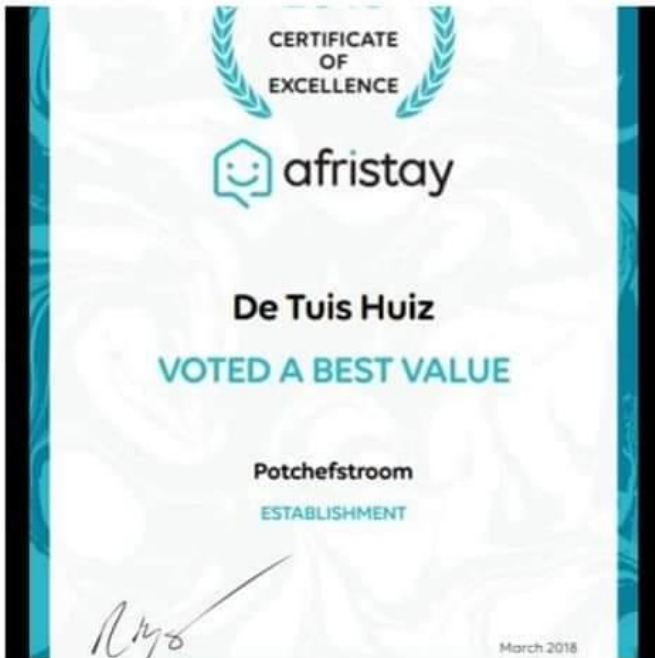 CERTIFICATE
OF
EXCELLENCE
afristay
De Tuis Huiz
VOTED A BEST VALUE
Potchefstroom
ESTABLISHMENT
March 2018